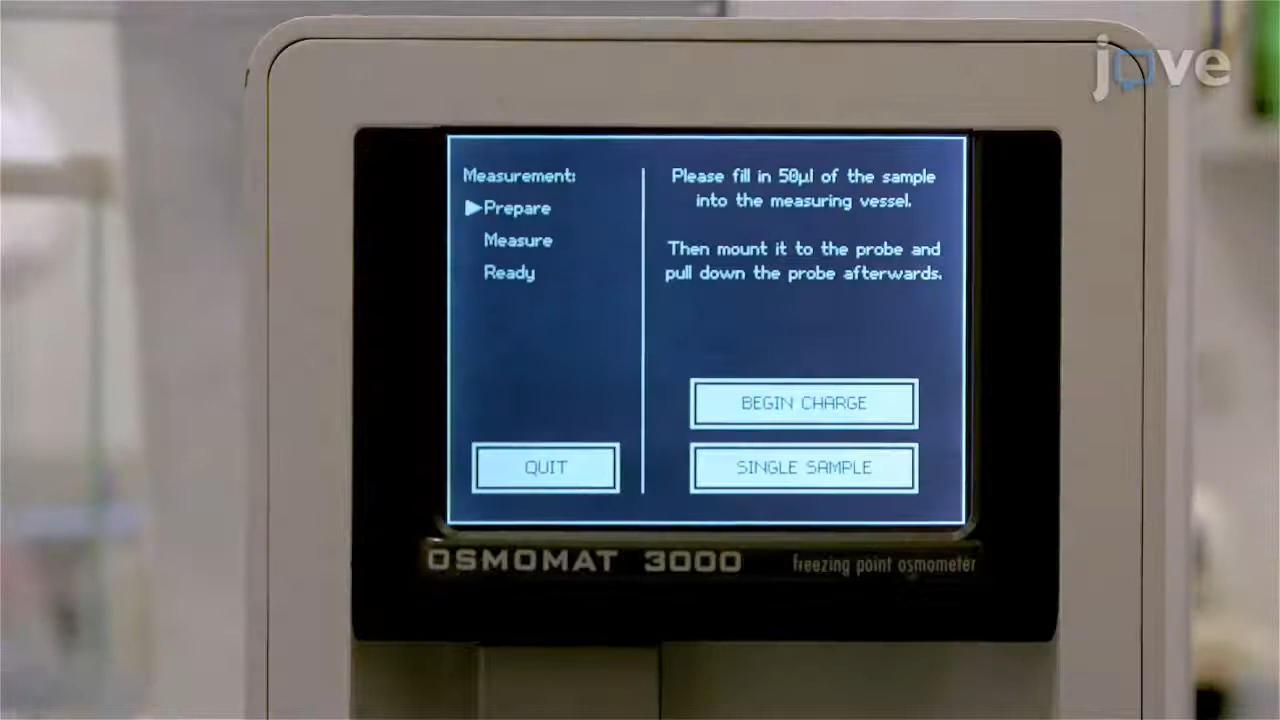 jove
Measurement:
▶Prepare
Measure
Ready
QUIT
Please fill in 50µl of the sample
into the measuring vessel.
Then mount it to the probe and
pull down the probe afterwards.
BEGIN CHARGE
SINGLE SAMPLE
OSMOMAT 3000
freezing point osmometer